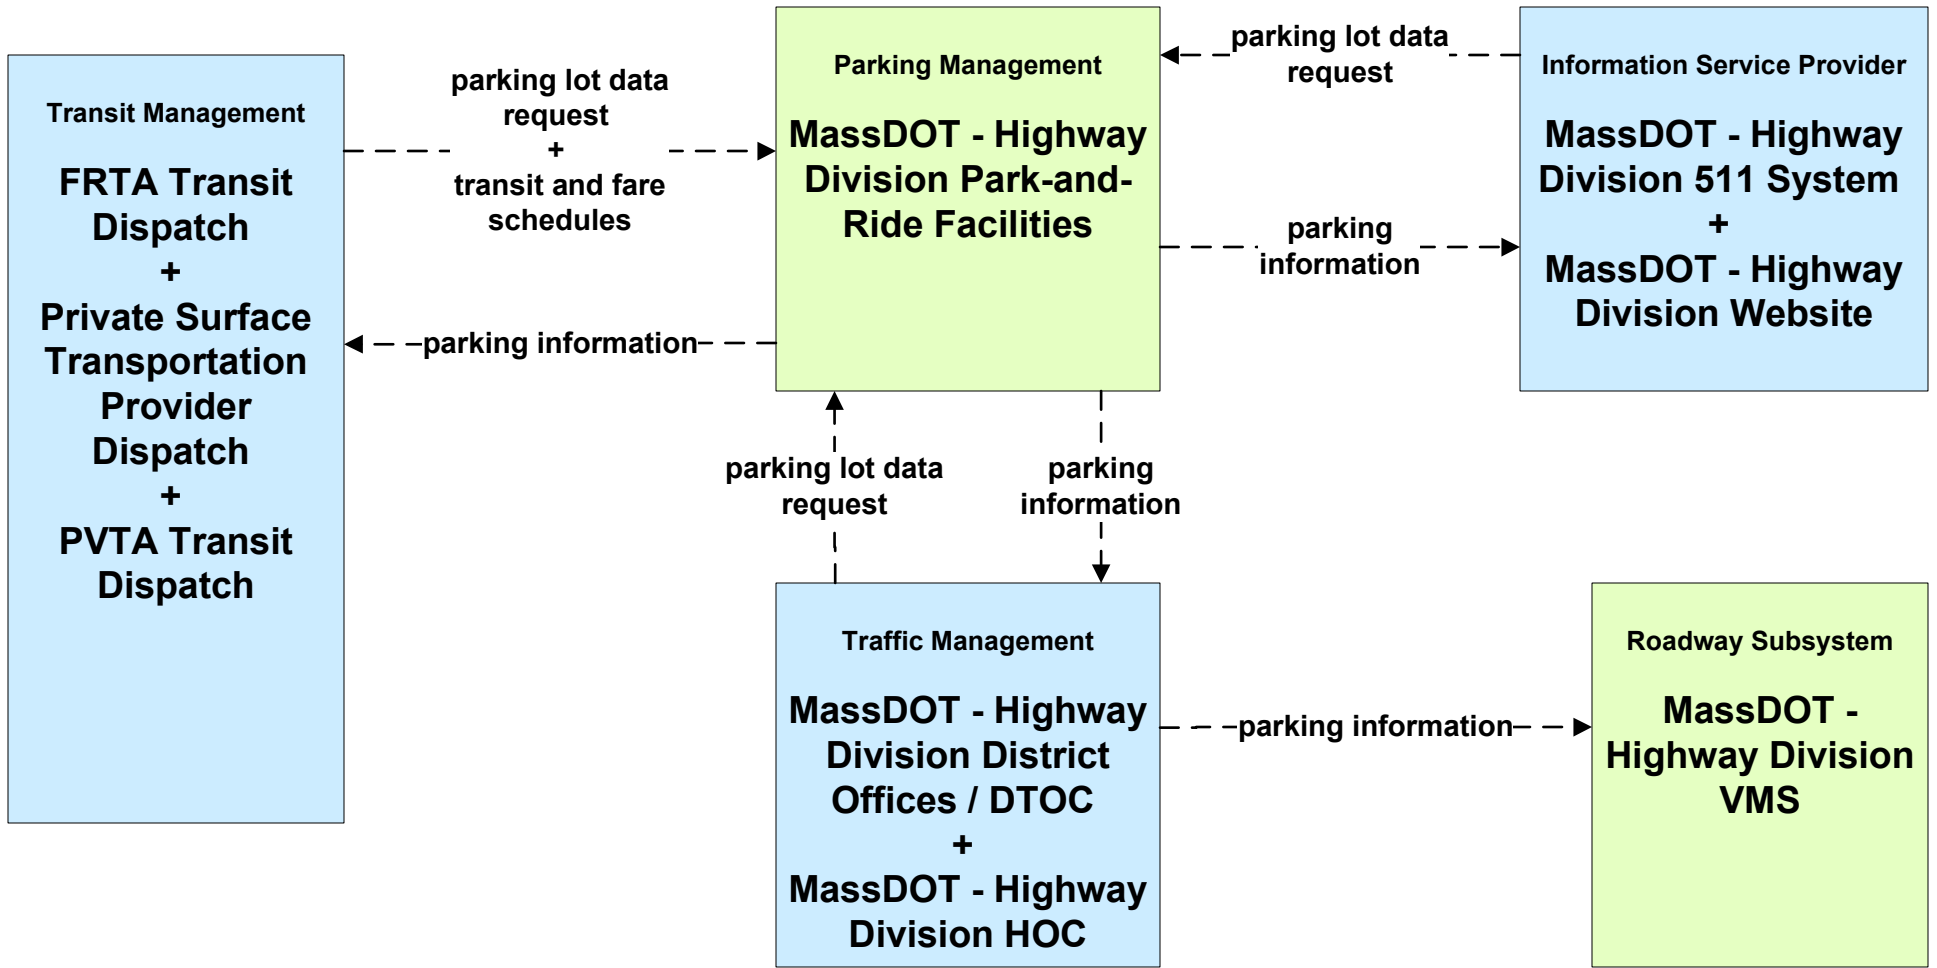 Transit Management
FRTA Transit
Dispatch
+
Private Surface
Transportation
Provider
Dispatch
+
PVTA Transit
Dispatch
parking lot data
request
+
transit and fare
schedules
parking information
Parking Management
MassDOT - Highway
Division Park-and-
Ride Facilities
parking lot data
request
parking
information
Information Service Provider
MassDOT - Highway
Division 511 System
+
MassDOT - Highway
Division Website
parking lot data
request
parking
information
Traffic Management
MassDOT - Highway
Division District
Offices / DTOC
+
MassDOT - Highway
Division HOC
parking information
Roadway Subsystem
MassDOT -
Highway Division
VMS